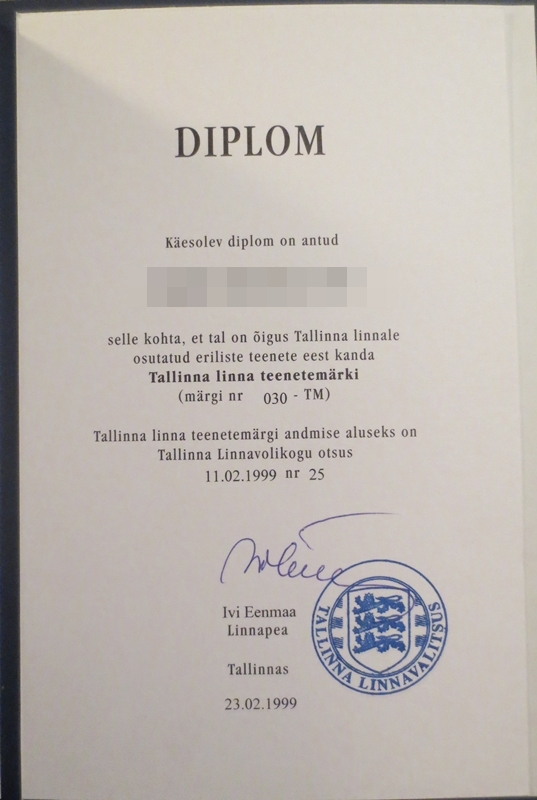 DIPLOM
Käesolev diplom on antud
selle kohta, et tal on õigus Tallinna linnale
osutatud eriliste teenete eest kanda
Tallinna linna teenetemärki
(märgi nr 030 - TM)
Tallinna linna teenetemärgi andmise aluseks on
Tallinna Linnavolikogu otsus
11.02.1999 nr 25
Ivi Eenmaa
Linnapea
Tallinnas
23.02.1999
TALLINNA LINNAVALITSUS